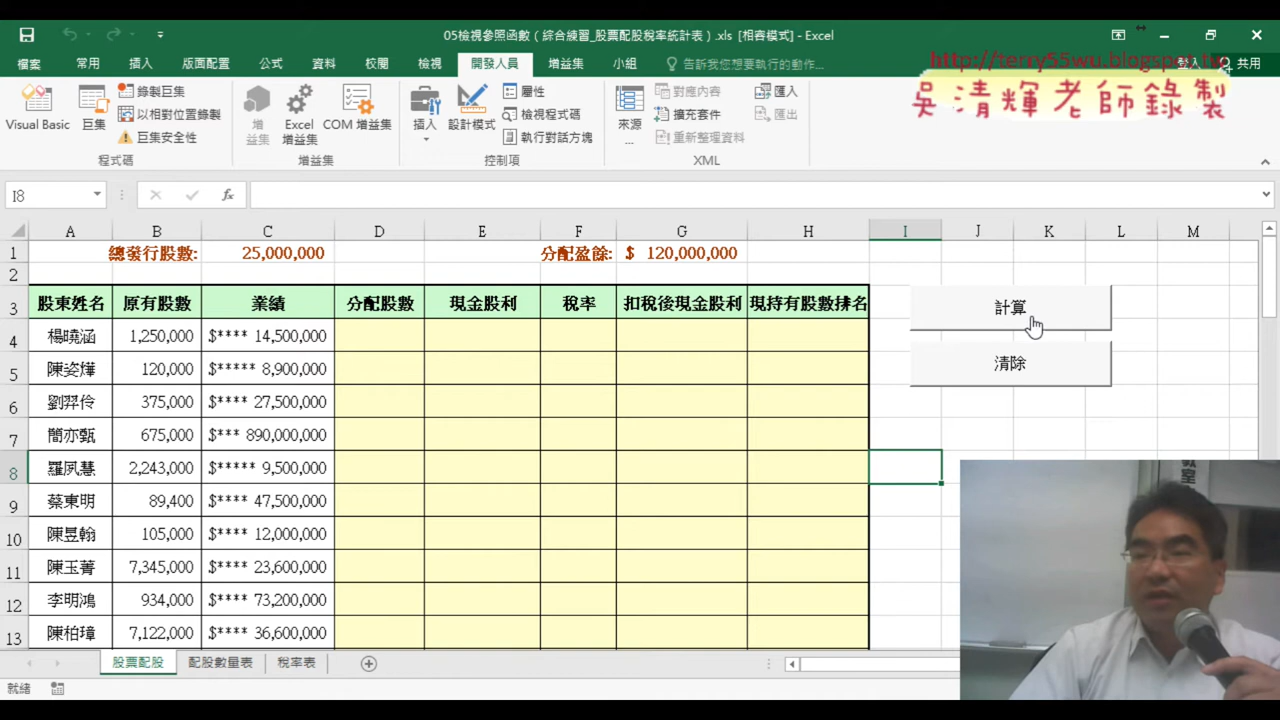 05檢視參照函數（綜合練習_股票配股稅率統計表）.xls [相容模式] - Excel
檔案 常用 插入 版面配置 公式 資料 校閱 檢視 開發人員 增益集 小組 告訴我您想要執行的動作... 登入 共用
http://terry55wu.blogspot.tw
吳清輝老師錄製
Visual Basic 巨集 錄製巨集 以相對位置錄製 巨集安全性 增益集 Excel 增益集 COM 增益集 插入 設計模式 屬性 檢視程式碼 執行對話方塊 來源 ... 對應內容 擴充套件 重新整理資料 匯入 匯出
程式碼 增益集 控制項 XML
I8 fx
A B C D E F G H I J K L M
1 總發行股數: 25,000,000 分配盈餘: $ 120,000,000
2
3 股東姓名 原有股數 業績 分配股數 現金股利 稅率 扣稅後現金股利 現持有股數排名 計算
4 楊曉涵 1,250,000 $**** 14,500,000
5 陳姿燁 120,000 $***** 8,900,000 清除
6 劉羿伶 375,000 $**** 27,500,000
7 簡亦甄 675,000 $*** 890,000,000
8 羅夙慧 2,243,000 $***** 9,500,000
9 蔡東明 89,400 $**** 47,500,000
10 陳昱翰 105,000 $**** 12,000,000
11 陳玉菁 7,345,000 $**** 23,600,000
12 李明鴻 934,000 $**** 73,200,000
13 陳柏璋 7,122,000 $**** 36,600,000
股票配股 配股數量表 稅率表
就緒